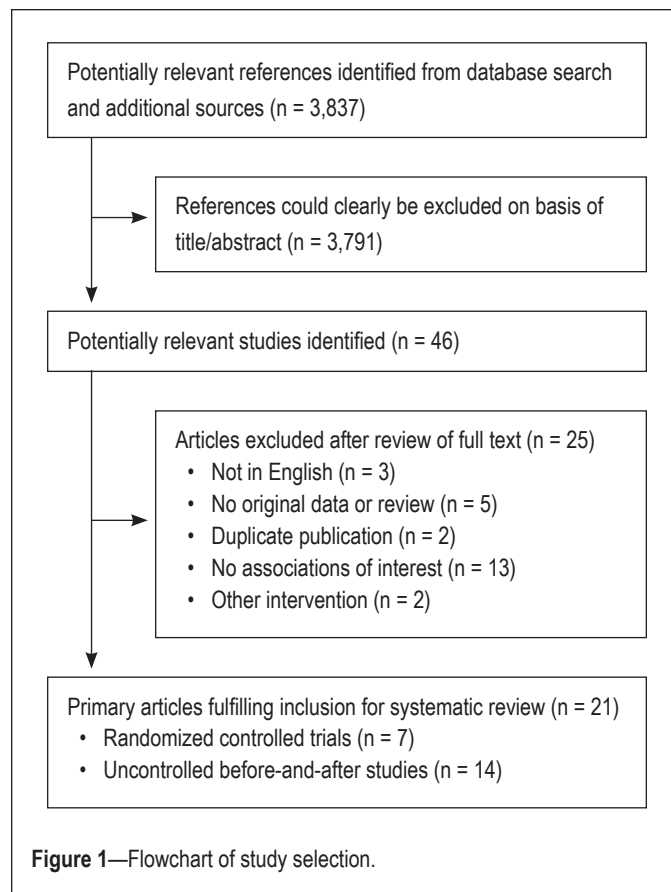 Potentially relevant references identified from database search
and additional sources (n = 3,837)
References could clearly be excluded on basis of
title/abstract (n = 3,791)
Potentially relevant studies identified (n = 46)
Articles excluded after review of full text (n = 25)
• Not in English (n = 3)
• No original data or review (n = 5)
• Duplicate publication (n = 2)
• No associations of interest (n = 13)
• Other intervention (n = 2)
Primary articles fulfilling inclusion for systematic review (n = 21)
• Randomized controlled trials (n = 7)
• Uncontrolled before-and-after studies (n = 14)
Figure 1—Flowchart of study selection.